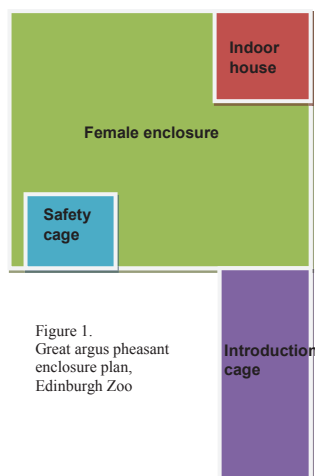 Indoor
house
Female enclosure
Safety
cage
Figure 1.
Great argus pheasant
enclosure plan,
Edinburgh Zoo
Introduction
cage